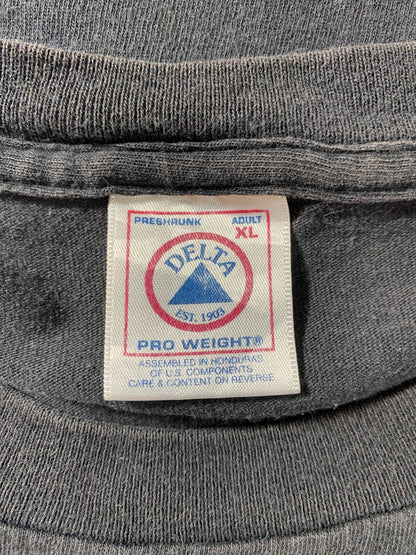 PRESHRUNK ADULT
XL
DELTA
EST. 1903
PRO WEIGHT®
ASSEMBLED IN HONDURAS
OF U.S. COMPONENTS
CARE & CONTENT ON REVERSE